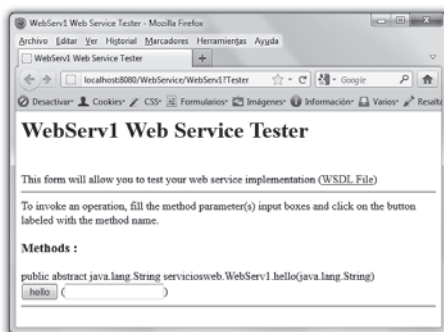 WebServ1 Web Service Tester - Mozilla Firefox
Archivo Editar Ver Historial Marcadores Herramientas Ayuda
WebServ1 Web Service Tester
localhost:8080/WebService/WebServ1?Tester
Google
Desactivar Cookies CSS Formularios Imágenes Información Varios Resalta
WebServ1 Web Service Tester
This form will allow you to test your web service implementation (WSDL File)
To invoke an operation, fill the method parameter(s) input boxes and click on the button
labeled with the method name.
Methods :
public abstract java.lang.String serviciosweb.WebServ1.hello(java.lang.String)
hello ( )